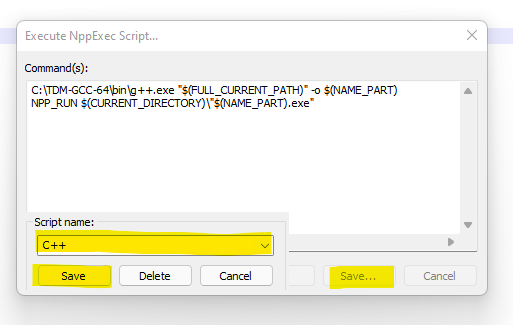 Execute NppExec Script...
Command(s):
C:\TDM-GCC-64\bin\g++.exe "$(FULL_CURRENT_PATH)" -o $(NAME_PART)
NPP_RUN $(CURRENT_DIRECTORY)\"$(NAME_PART).exe"
Script name:
C++
Save Delete Cancel Save... Cancel